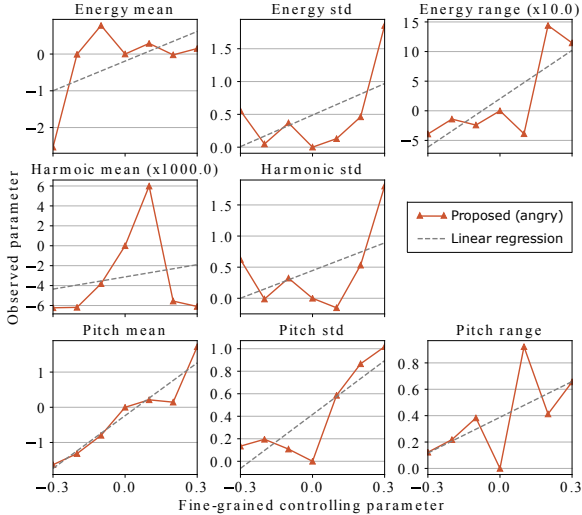 Energy mean
Energy std
Energy range (x10.0)
0
−1
−2
1.5
1.0
0.5
0.0
15
10
5
0
−5
Harmoic mean (x1000.0)
Harmonic std
6
4
2
0
−2
−4
−6
1.5
1.0
0.5
0.0
Proposed (angry)
Linear regression
Observed parameter
Pitch mean
Pitch std
Pitch range
1
0
−1
1.0
0.8
0.6
0.4
0.2
0.0
0.8
0.6
0.4
0.2
0.0
−0.3 0.0 0.3
−0.3 0.0 0.3
−0.3 0.0 0.3
Fine-grained controlling parameter